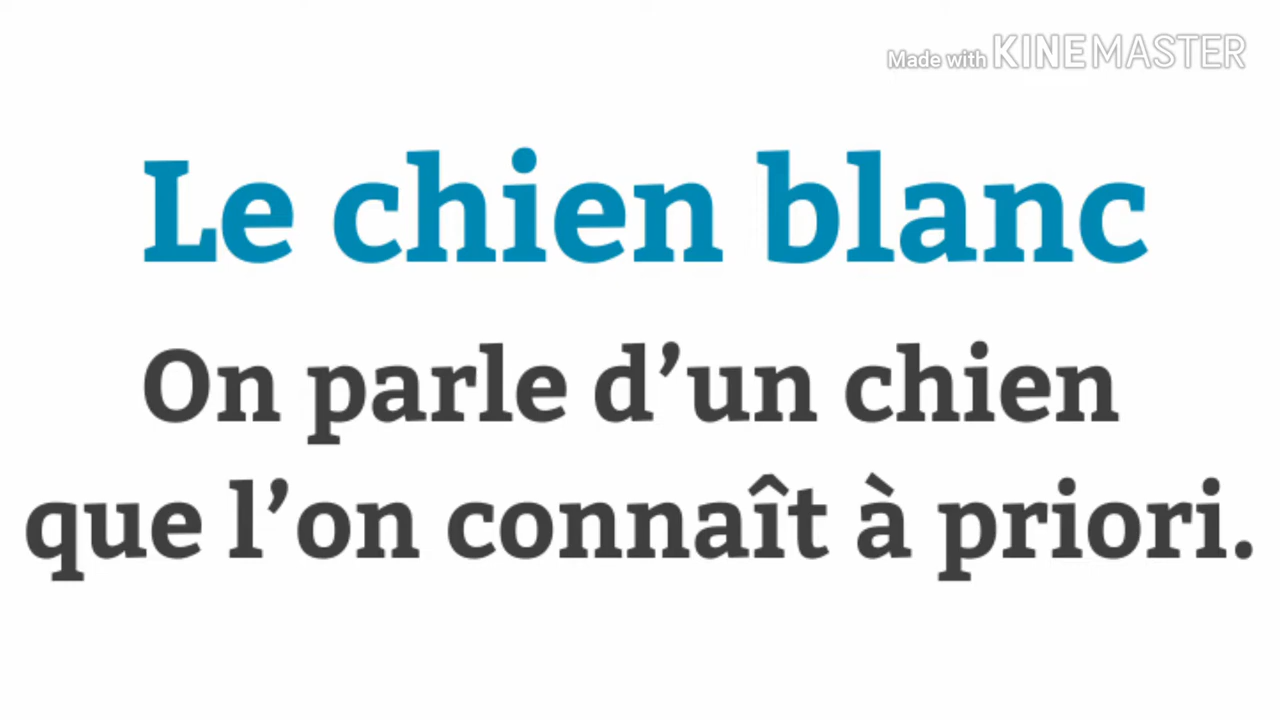 Made with KINEMASTER
Le chien blanc
On parle d’un chien
que l’on connaît à priori.